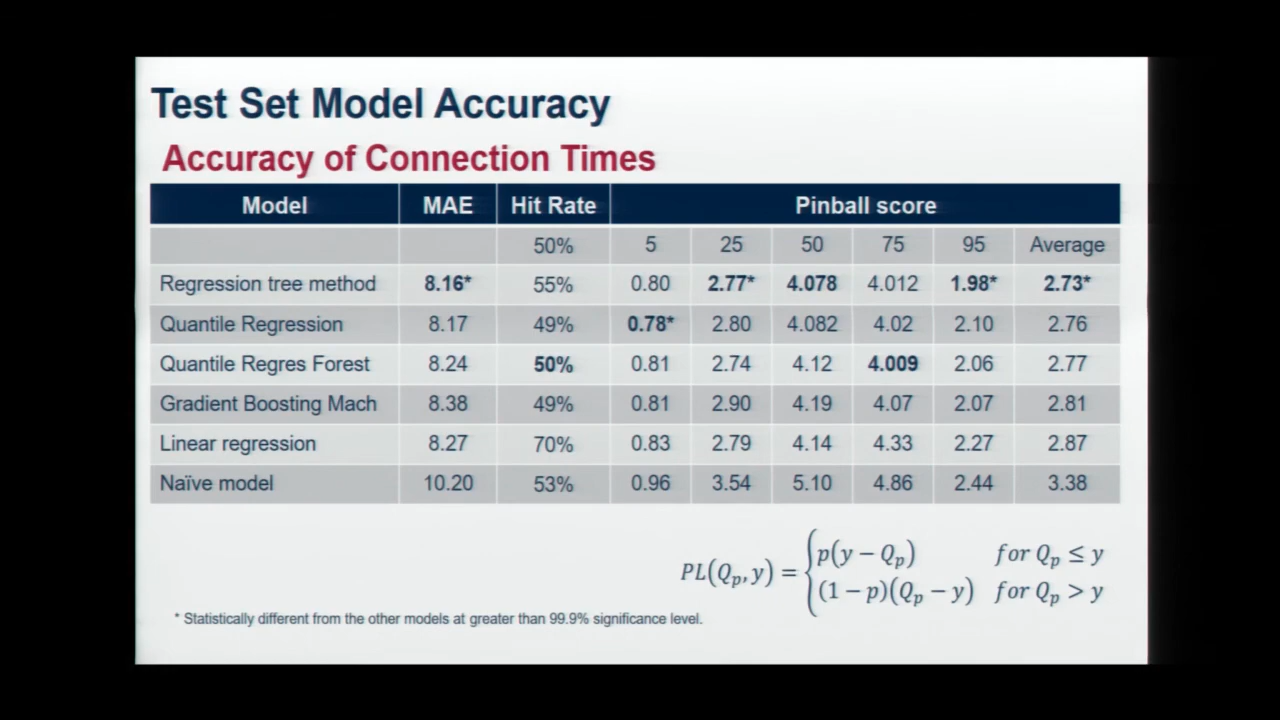 Test Set Model Accuracy
Accuracy of Connection Times
Model MAE Hit Rate Pinball score
50% 5 25 50 75 95 Average
Regression tree method 8.16* 55% 0.80 2.77* 4.078 4.012 1.98* 2.73*
Quantile Regression 8.17 49% 0.78* 2.80 4.082 4.02 2.10 2.76
Quantile Regres Forest 8.24 50% 0.81 2.74 4.12 4.009 2.06 2.77
Gradient Boosting Mach 8.38 49% 0.81 2.90 4.19 4.07 2.07 2.81
Linear regression 8.27 70% 0.83 2.79 4.14 4.33 2.27 2.87
Naïve model 10.20 53% 0.96 3.54 5.10 4.86 2.44 3.38
PL(Qp, y) = { p(y − Qp) for Qp ≤ y
(1 − p)(Qp − y) for Qp > y
* Statistically different from the other models at greater than 99.9% significance level.